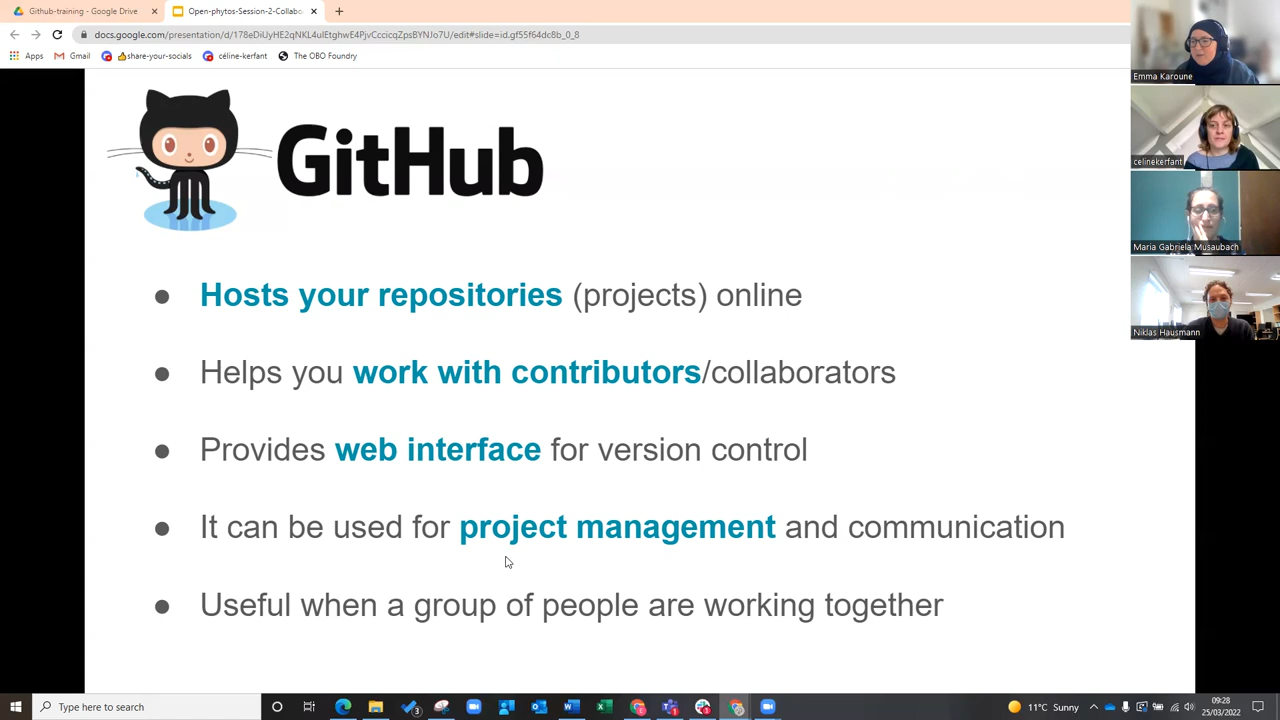 Github-training - Google Drive
Open-phytos-Session-2-Collabo
docs.google.com/presentation/d/178eDiUyHE2qNKL4uIEtghwE4PjvCccicqZpsBYNJo7U/edit#slide=id.gf55f64dc8b_0_8
Apps
Gmail
share-your-socials
céline-kerfant
The OBO Foundry
Emma Karoune
celinekerfant
Maria Gabriela Musaubach
Niklas Hausmann
GitHub
● Hosts your repositories (projects) online
● Helps you work with contributors/collaborators
● Provides web interface for version control
● It can be used for project management and communication
● Useful when a group of people are working together
Type here to search
3
11°C Sunny
09:28
25/03/2022